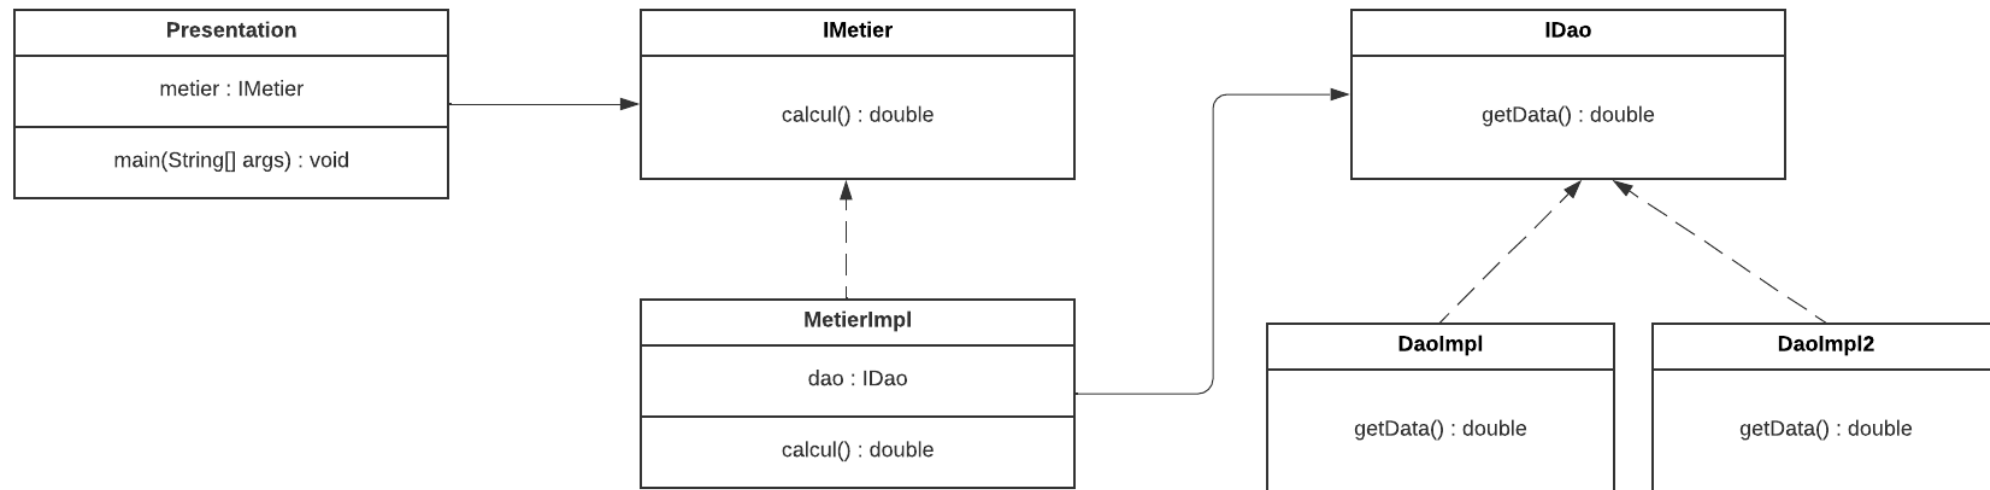 Presentation
metier : IMetier
main(String[] args) : void
IMetier
calcul() : double
IDao
getData() : double
MetierImpl
dao : IDao
calcul() : double
DaoImpl
getData() : double
DaoImpl2
getData() : double